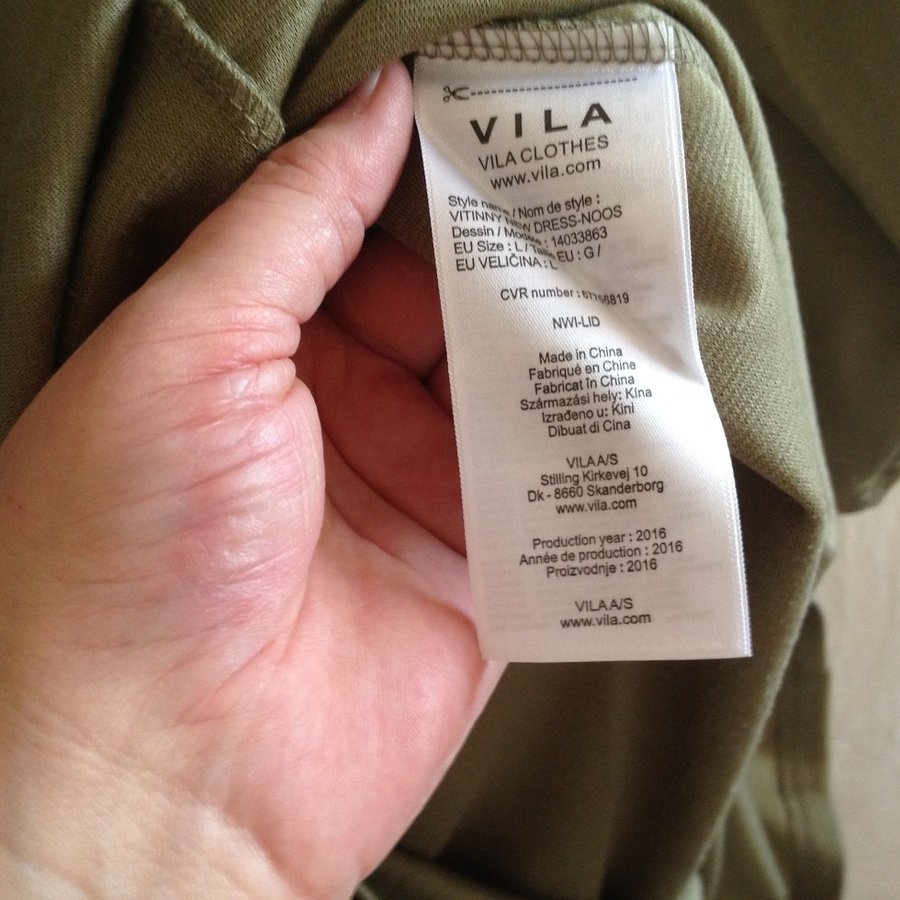 VILA
VILA CLOTHES
www.vila.com
Style name / Nom de style :
VITINNY NEW DRESS-NOOS
Dessin / : 14033863
EU Size : L / EU : G /
EU VELIČINA : L
CVR number :
NWI-LID
Made in China
Fabriqué en Chine
Fabricat în China
Származási hely: Kína
Izrađeno u: Kini
Dibuat di Cina
VILA A/S
Stilling Kirkevej 10
Dk - 8660 Skanderborg
www.vila.com
Production year : 2016
Année de production : 2016
Proizvodnje : 2016
VILA A/S
www.vila.com